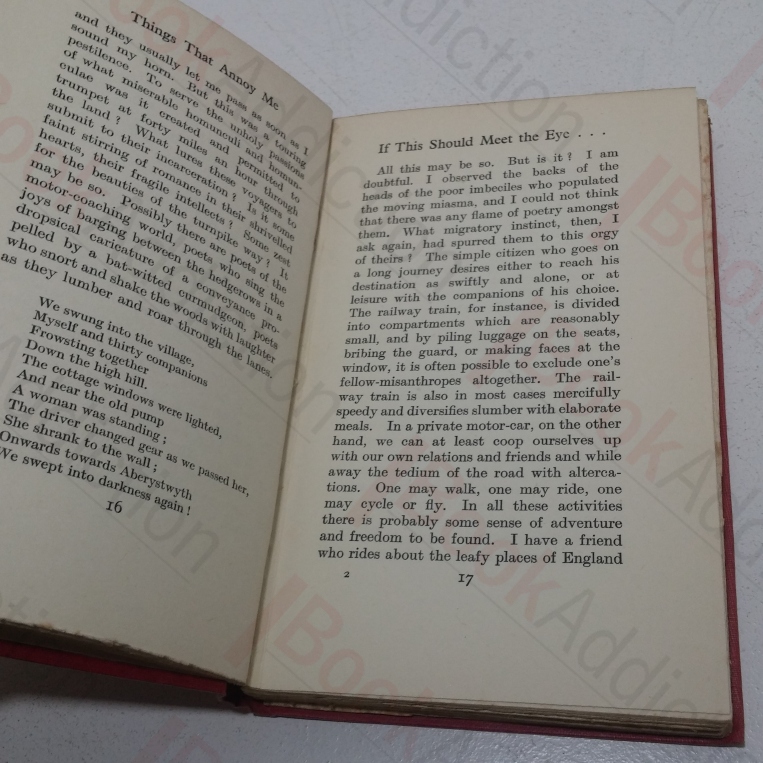 Things That Annoy Me
and they usually let me pass as soon as I
sound my horn. But this was a touring
pestilence. To serve the unholy passions
of what miserable homunculi and homun-
culae was it created and permitted to
trumpet at forty miles an hour through
the land? What lures these voyagers to
submit to their incarceration? Is it some
faint stirring of romance in their shrivelled
hearts, their fragile intellects? Some zest
for the beauties of the turnpike way? It
may be so. Possibly there are poets of the
motor-coaching world, poets who sing the
joys of barging between the hedgerows in a
dropsical caricature of a conveyance pro-
pelled by a bat-witted curmudgeon, poets
who snort and shake the woods with laughter
as they lumber and roar through the lanes.
We swung into the village,
Myself and thirty companions
Frowsting together
Down the high hill.
The cottage windows were lighted,
And near the old pump
A woman was standing;
The driver changed gear as we passed her,
She shrank to the wall;
Onwards towards Aberystwyth
We swept into darkness again!
16
If This Should Meet the Eye . . .
All this may be so. But is it? I am
doubtful. I observed the backs of the
heads of the poor imbeciles who populated
the moving miasma, and I could not think
that there was any flame of poetry amongst
them. What migratory instinct, then, I
ask again, had spurred them to this orgy
of theirs? The simple citizen who goes on
a long journey desires either to reach his
destination as swiftly and alone, or at
leisure with the companions of his choice.
The railway train, for instance, is divided
into compartments which are reasonably
small, and by piling luggage on the seats,
bribing the guard, or making faces at the
window, it is often possible to exclude one's
fellow-misanthropes altogether. The rail-
way train is also in most cases mercifully
speedy and diversifies slumber with elaborate
meals. In a private motor-car, on the other
hand, we can at least coop ourselves up
with our own relations and friends and while
away the tedium of the road with alterca-
tions. One may walk, one may ride, one
may cycle or fly. In all these activities
there is probably some sense of adventure
and freedom to be found. I have a friend
who rides about the leafy places of England
2
17
BookAddiction